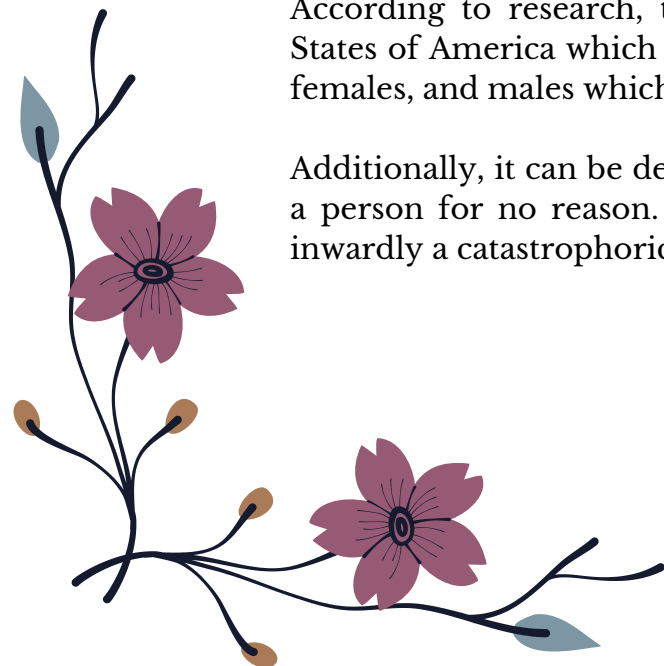 According to research,
States of America which
females, and males which
Additionally, it can be de
a person for no reason.
inwardly a catastrophoric